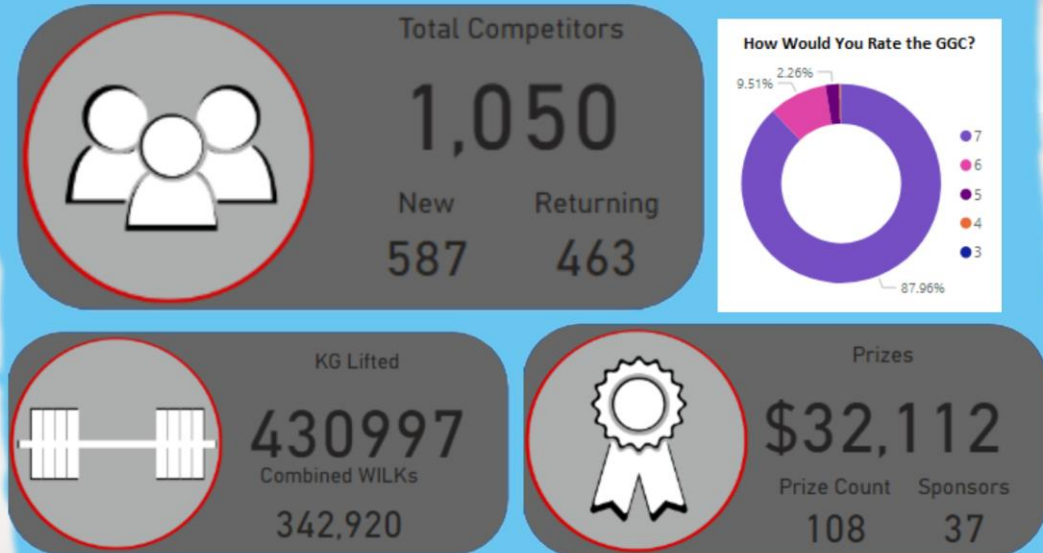 Total Competitors
1,050
New Returning
587 463
How Would You Rate the GGC?
2.26%
9.51%
7
6
5
4
3
87.96%
KG Lifted
430997
Combined WILKs
342,920
Prizes
$32,112
Prize Count Sponsors
108 37